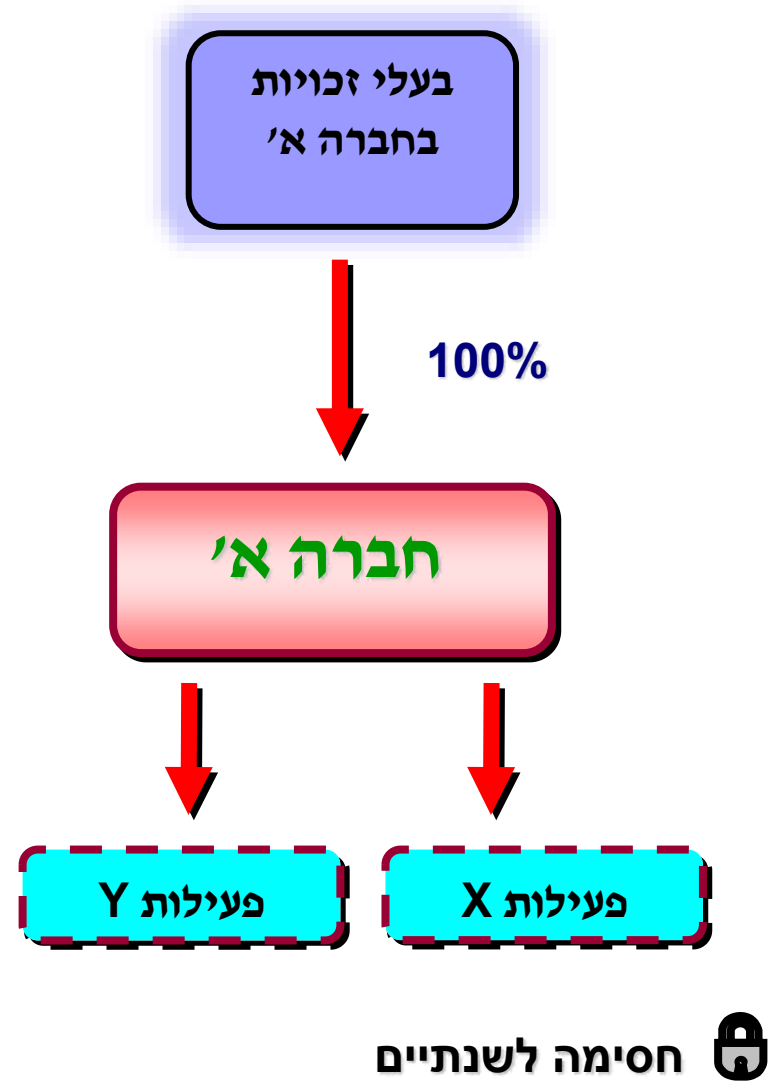 בעלי זכויות
בחברה א׳
100%
חברה א׳
פעילות X
פעילות Y
חסימה לשנתיים